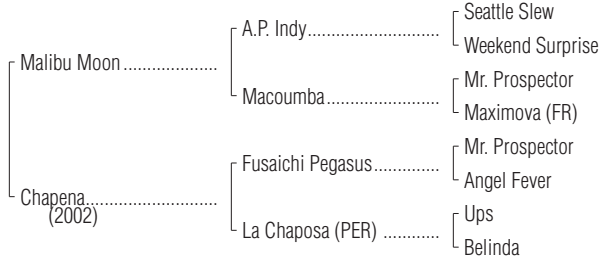 Seattle Slew
A.P. Indy
Weekend Surprise
Malibu Moon
Mr. Prospector
Macoumba
Maximova (FR)
Mr. Prospector
Fusaichi Pegasus
Angel Fever
Chapena
(2002)
Ups
La Chaposa (PER)
Belinda